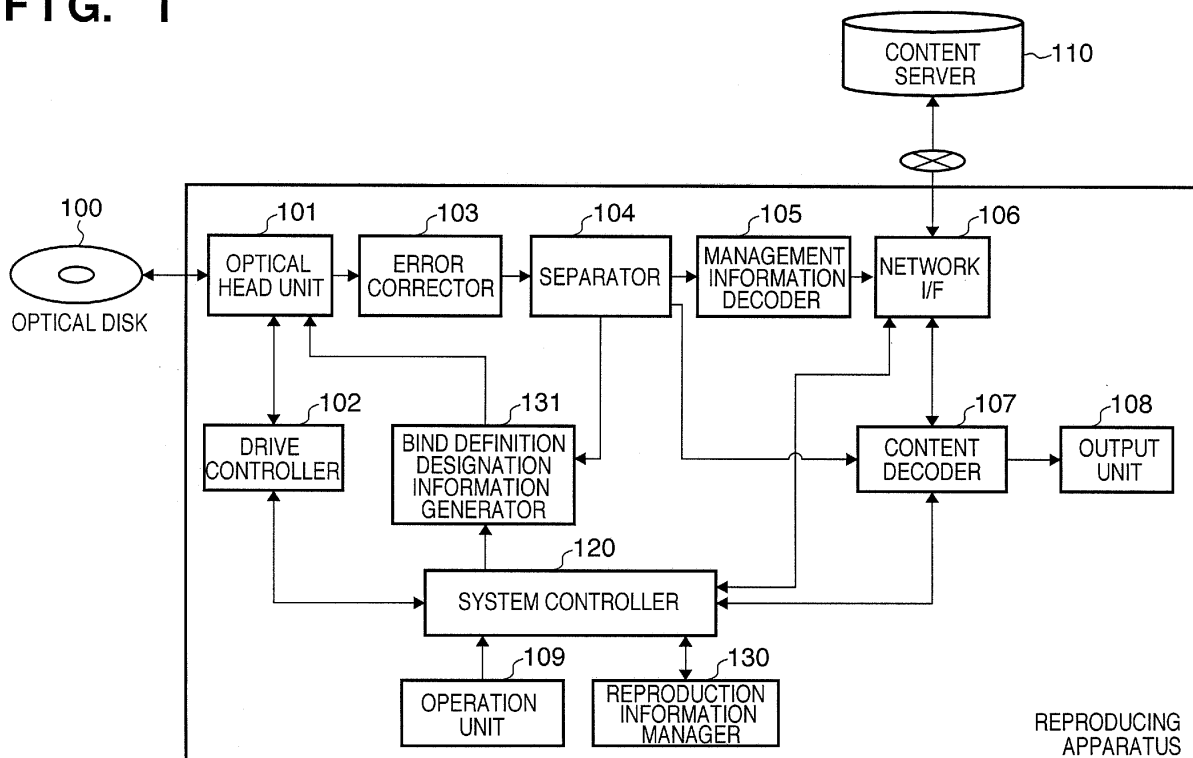 FIG. 1
CONTENT
SERVER
110
100
OPTICAL DISK
101
OPTICAL
HEAD UNIT
103
ERROR
CORRECTOR
104
SEPARATOR
105
MANAGEMENT
INFORMATION
DECODER
106
NETWORK
I/F
102
DRIVE
CONTROLLER
131
BIND DEFINITION
DESIGNATION
INFORMATION
GENERATOR
107
CONTENT
DECODER
108
OUTPUT
UNIT
120
SYSTEM CONTROLLER
109
OPERATION
UNIT
130
REPRODUCTION
INFORMATION
MANAGER
REPRODUCING
APPARATUS